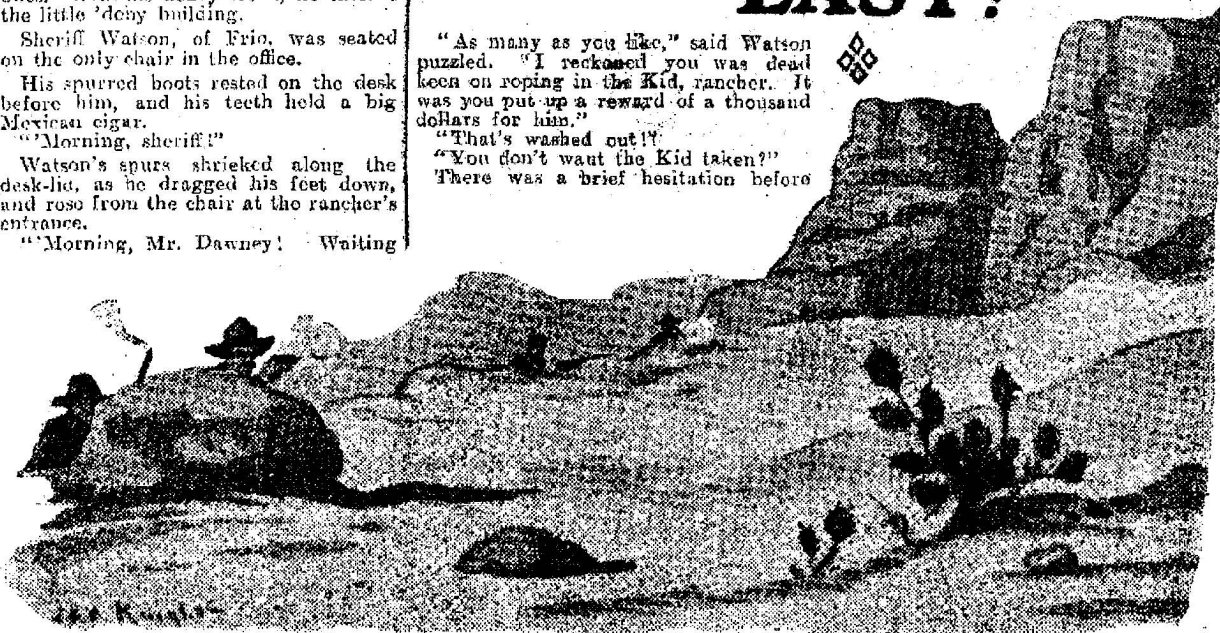 the little 'doby building.
Sheriff Watson, of Frio, was seated
on the only chair in the office.
His spurred boots rested on the desk
before him, and his teeth held a big
Mexican cigar.
"'Morning, sheriff!"
Watson's spurs shrieked along the
desk-lid, as he dragged his feet down,
and rose from the chair at the rancher's
entrance.
"'Morning, Mr. Dawney! Waiting
"As many as you like," said Watson
puzzled. "I reckoned you was dead
keen on roping in the Kid, rancher. It
was you put up a reward of a thousand
dollars for him."
"That's washed out!"
"You don't want the Kid taken?"
There was a brief hesitation before